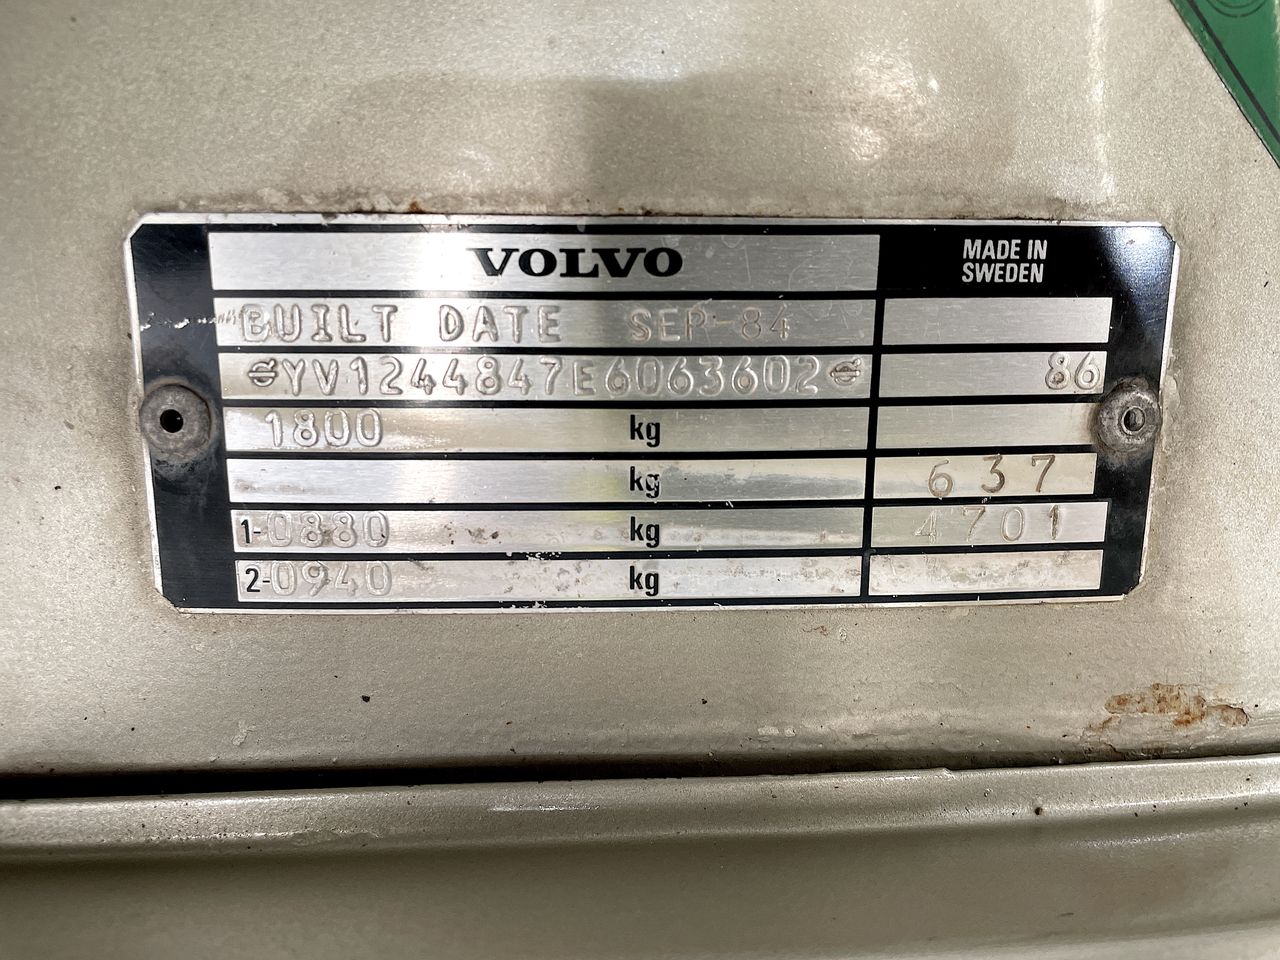 VOLVO
MADE IN
SWEDEN
BUILT DATE SEP-84
YV1244847E6063602 86
1800 kg
kg 637
1-0880 kg 4701
2-0940 kg